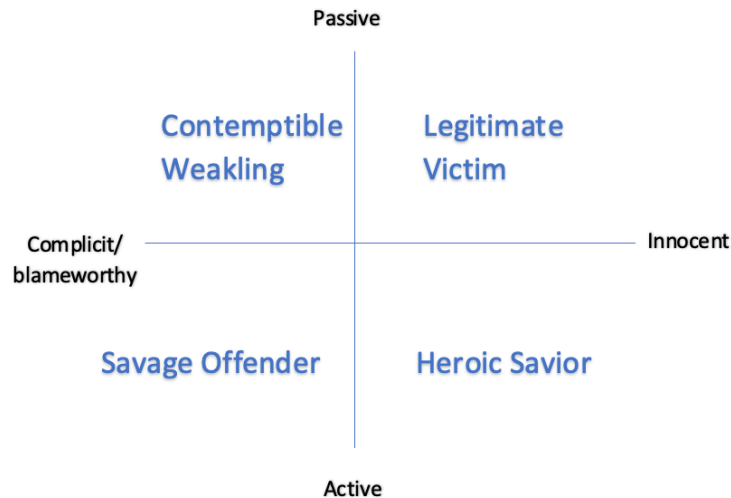 Passive
Contemptible
Weakling
Legitimate
Victim
Complicit/
blameworthy
Innocent
Savage Offender
Heroic Savior
Active